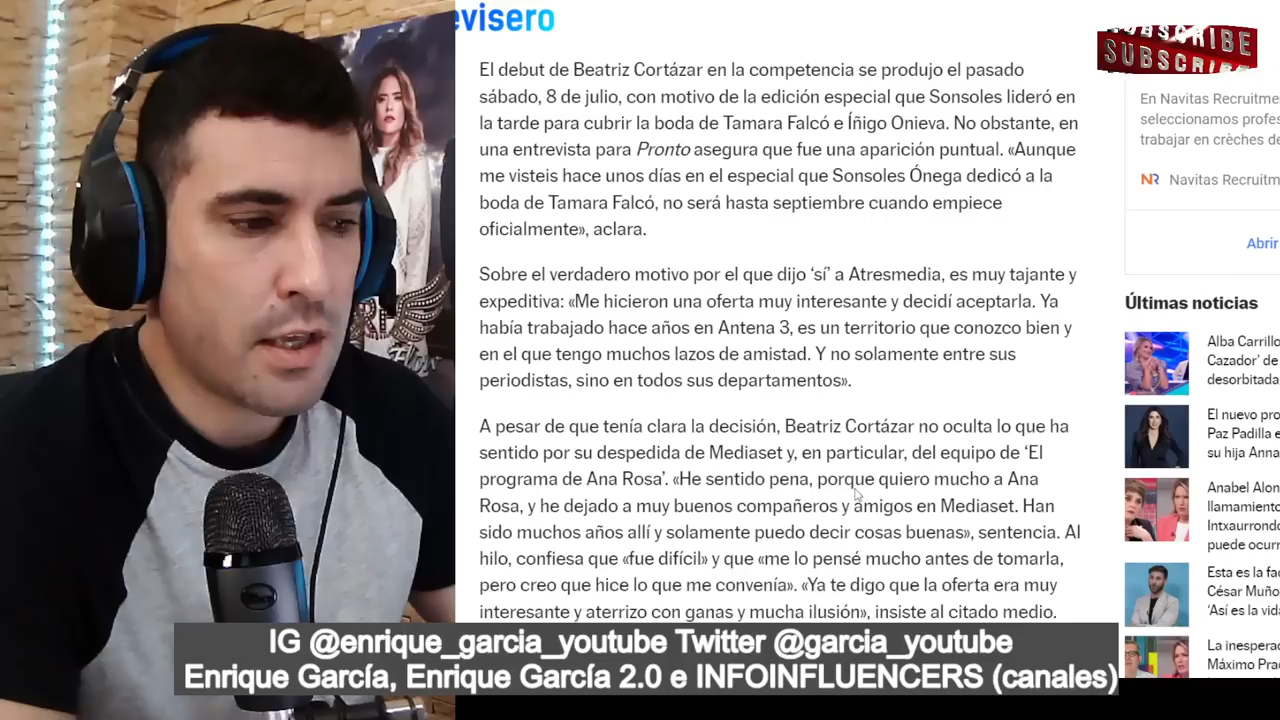 evisero
SUBSCRIBE
El debut de Beatriz Cortázar en la competencia se produjo el pasado
sábado, 8 de julio, con motivo de la edición especial que Sonsoles lideró en
la tarde para cubrir la boda de Tamara Falcó e Íñigo Onieva. No obstante, en
una entrevista para Pronto asegura que fue una aparición puntual. «Aunque
me visteis hace unos días en el especial que Sonsoles Ónega dedicó a la
boda de Tamara Falcó, no será hasta septiembre cuando empiece
oficialmente», aclara.
Sobre el verdadero motivo por el que dijo ‘sí’ a Atresmedia, es muy tajante y
expeditiva: «Me hicieron una oferta muy interesante y decidí aceptarla. Ya
había trabajado hace años en Antena 3, es un territorio que conozco bien y
en el que tengo muchos lazos de amistad. Y no solamente entre sus
periodistas, sino en todos sus departamentos».
A pesar de que tenía clara la decisión, Beatriz Cortázar no oculta lo que ha
sentido por su despedida de Mediaset y, en particular, del equipo de ‘El
programa de Ana Rosa’. «He sentido pena, porque quiero mucho a Ana
Rosa, y he dejado a muy buenos compañeros y amigos en Mediaset. Han
sido muchos años allí y solamente puedo decir cosas buenas», sentencia. Al
hilo, confiesa que «fue difícil» y que «me lo pensé mucho antes de tomarla,
pero creo que hice lo que me convenía». «Ya te digo que la oferta era muy
interesante y aterrizo con ganas y mucha ilusión», insiste al citado medio.
En Navitas Recruitme
seleccionamos profes
trabajar en crèches de
NR Navitas Recruitm
Abrir
Últimas noticias
Alba Carrillo
Cazador’ de
desorbitada
El nuevo pro
Paz Padilla e
su hija Anna
Anabel Alon
llamamiento
Intxaurrondo
puede ocurr
Esta es la fac
César Muño
‘Así es la vida
La inespera
Máximo Prad
IG @enrique_garcia_youtube Twitter @garcia_youtube
Enrique García, Enrique García 2.0 e INFOINFLUENCERS (canales)